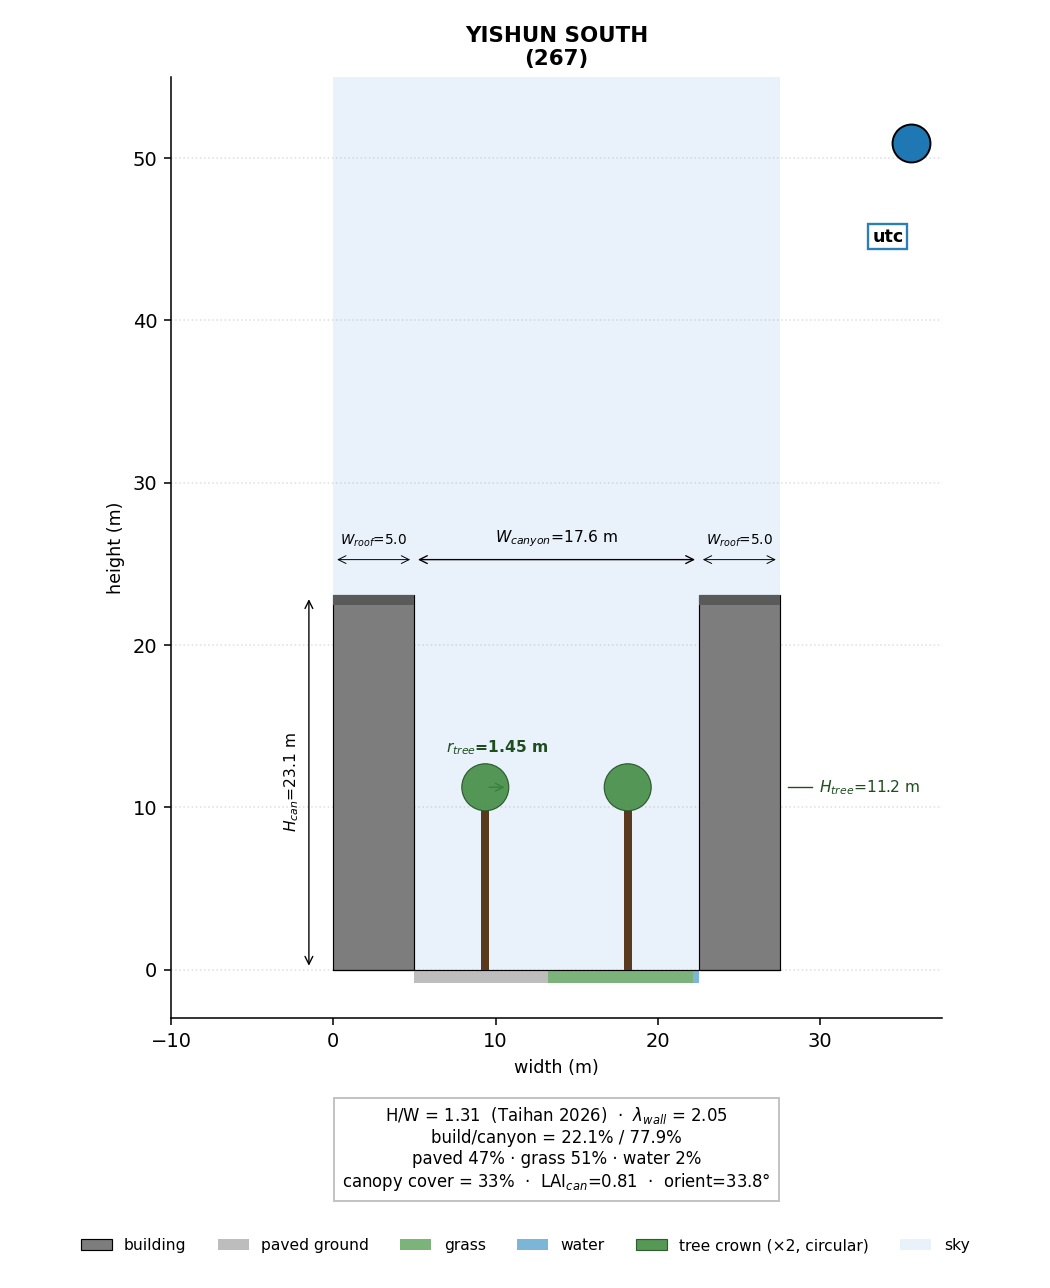 YISHUN SOUTH
(267)
50
40
30
20
10
0
height (m)
utc
W_roof=5.0
W_canyon=17.6 m
W_roof=5.0
H_can=23.1 m
r_tree=1.45 m
H_tree=11.2 m
−10 0 10 20 30
width (m)
H/W = 1.31 (Taihan 2026) · λ_wall = 2.05
build/canyon = 22.1% / 77.9%
paved 47% · grass 51% · water 2%
canopy cover = 33% · LAI_can=0.81 · orient=33.8°
building paved ground grass water tree crown (×2, circular) sky